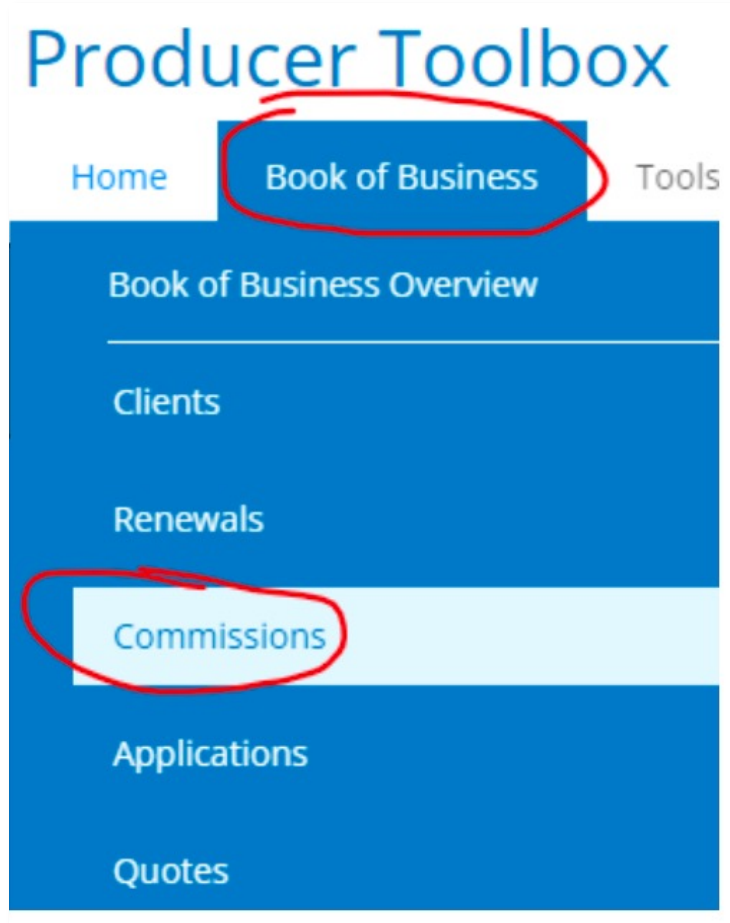 Producer Toolbox
Home Book of Business Tools
Book of Business Overview
Clients
Renewals
Commissions
Applications
Quotes